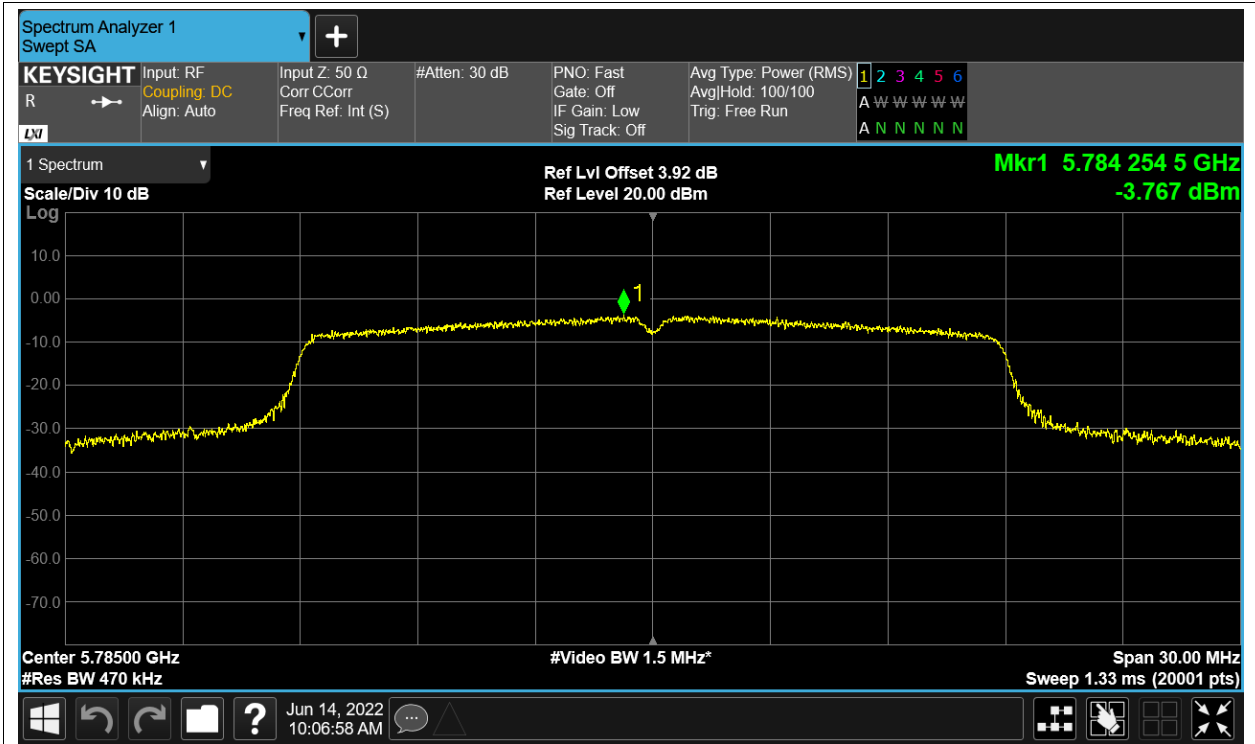 Spectrum Analyzer 1
Swept SA
KEYSIGHT
R
LXI
Input: RF
Coupling: DC
Align: Auto
Input Z: 50 Ω
Corr CCorr
Freq Ref: Int (S)
#Atten: 30 dB
PNO: Fast
Gate: Off
IF Gain: Low
Sig Track: Off
Avg Type: Power (RMS)
Avg|Hold: 100/100
Trig: Free Run
1 2 3 4 5 6
A W W W W W
A N N N N N
1 Spectrum
Scale/Div 10 dB
Ref Lvl Offset 3.92 dB
Ref Level 20.00 dBm
Mkr1 5.784 254 5 GHz
-3.767 dBm
Log
10.0
0.00
-10.0
-20.0
-30.0
-40.0
-50.0
-60.0
-70.0
1
Center 5.78500 GHz
#Res BW 470 kHz
#Video BW 1.5 MHz*
Span 30.00 MHz
Sweep 1.33 ms (20001 pts)
?
Jun 14, 2022
10:06:58 AM